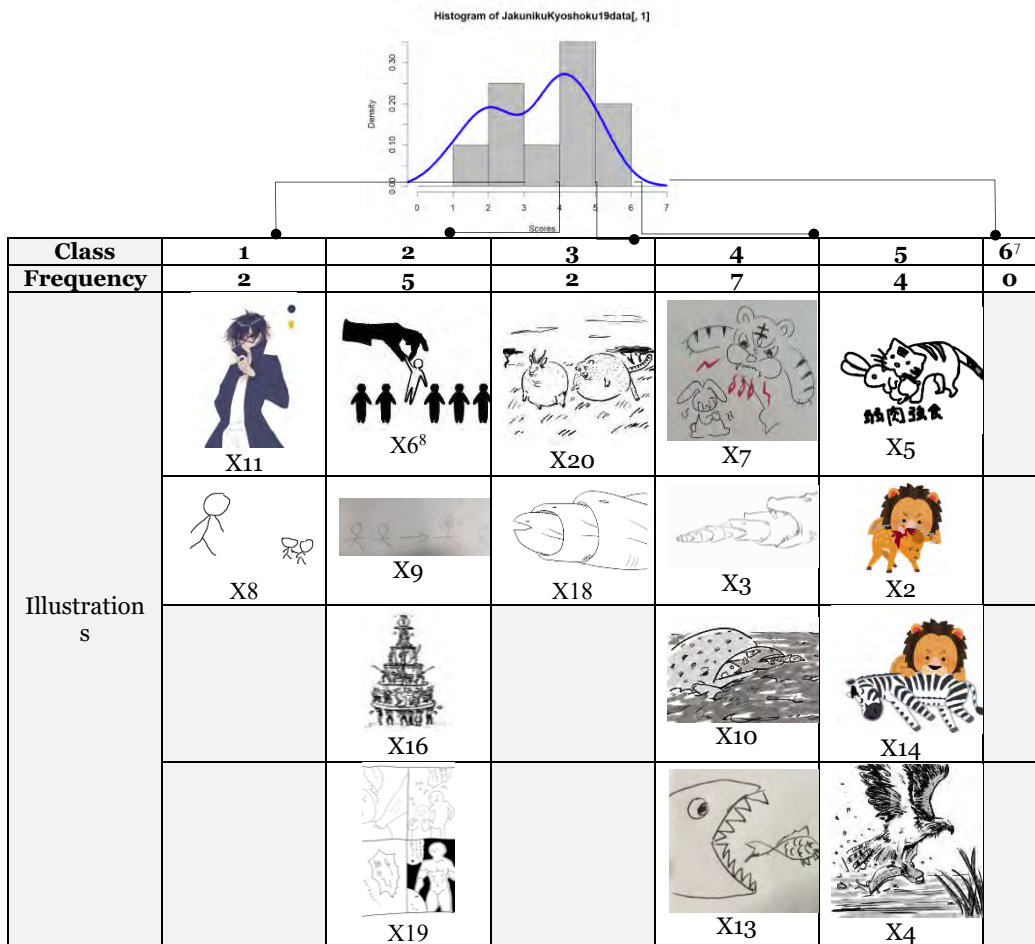 Histogram of JakunikuKyoshoku19data[, 1]
0.30
0.20
0.10
0.00
Density
0 1 2 3 4 5 6 7
Scores
Class 1 2 3 4 5 6⁷
Frequency 2 5 2 7 4 0
Illustrations
弱肉強食
X11 X6⁸ X20 X7 X5
X8 X9 X18 X3 X2
X16 X10 X14
X19 X13 X4